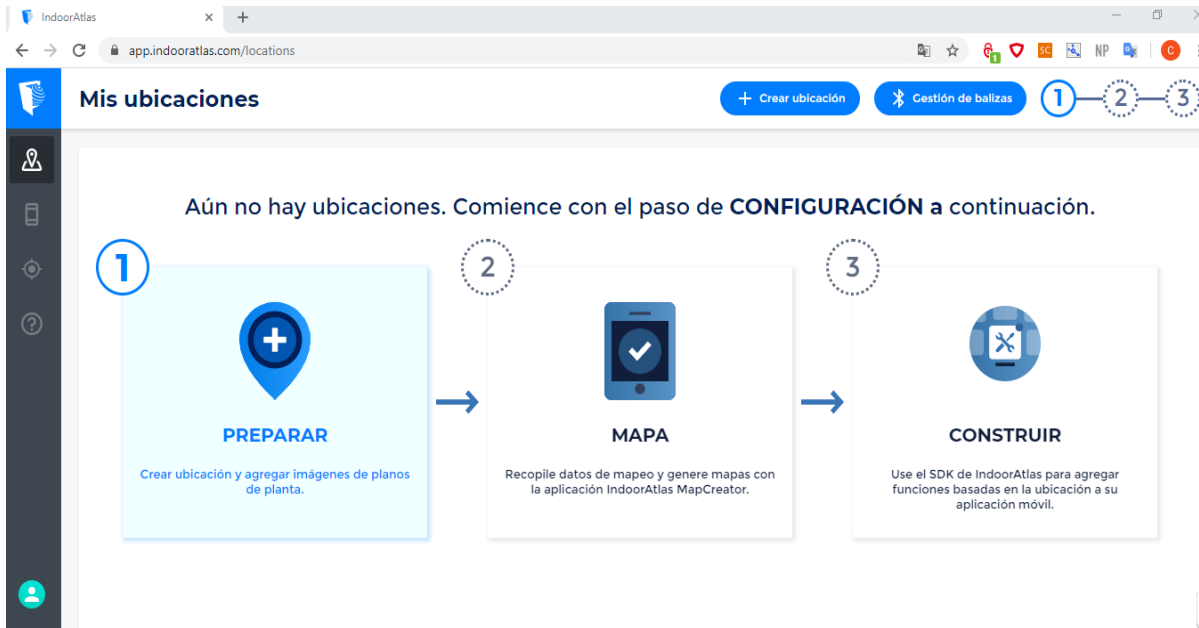 IndoorAtlas
app.indooratlas.com/locations
SC
NP
C
1
Mis ubicaciones
Crear ubicación
Gestión de balizas
1
2
3
Aún no hay ubicaciones. Comience con el paso de CONFIGURACIÓN a continuación.
1
2
3
PREPARAR
MAPA
CONSTRUIR
Crear ubicación y agregar imágenes de planos
de planta.
Recopile datos de mapeo y genere mapas con
la aplicación IndoorAtlas MapCreator.
Use el SDK de IndoorAtlas para agregar
funciones basadas en la ubicación a su
aplicación móvil.